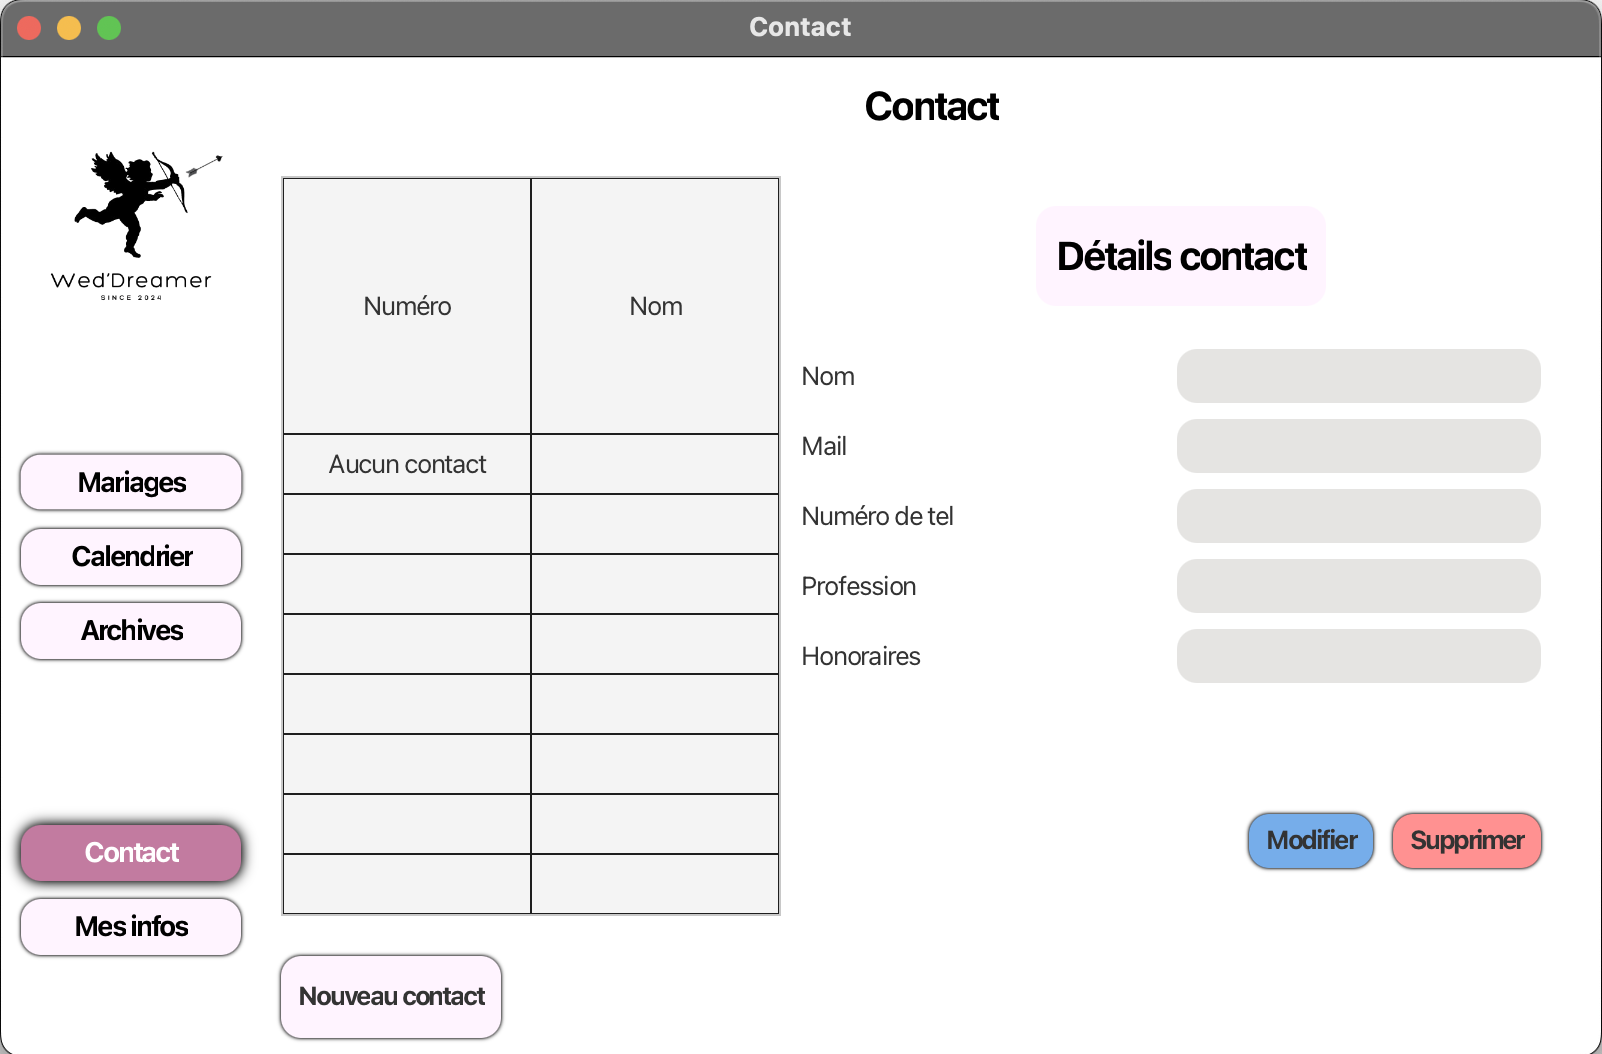 Contact
Contact
Wed'Dreamer
SINCE 2024
Mariages
Calendrier
Archives
Contact
Mes infos
Numéro Nom
Aucun contact
Nouveau contact
Détails contact
Nom
Mail
Numéro de tel
Profession
Honoraires
Modifier Supprimer